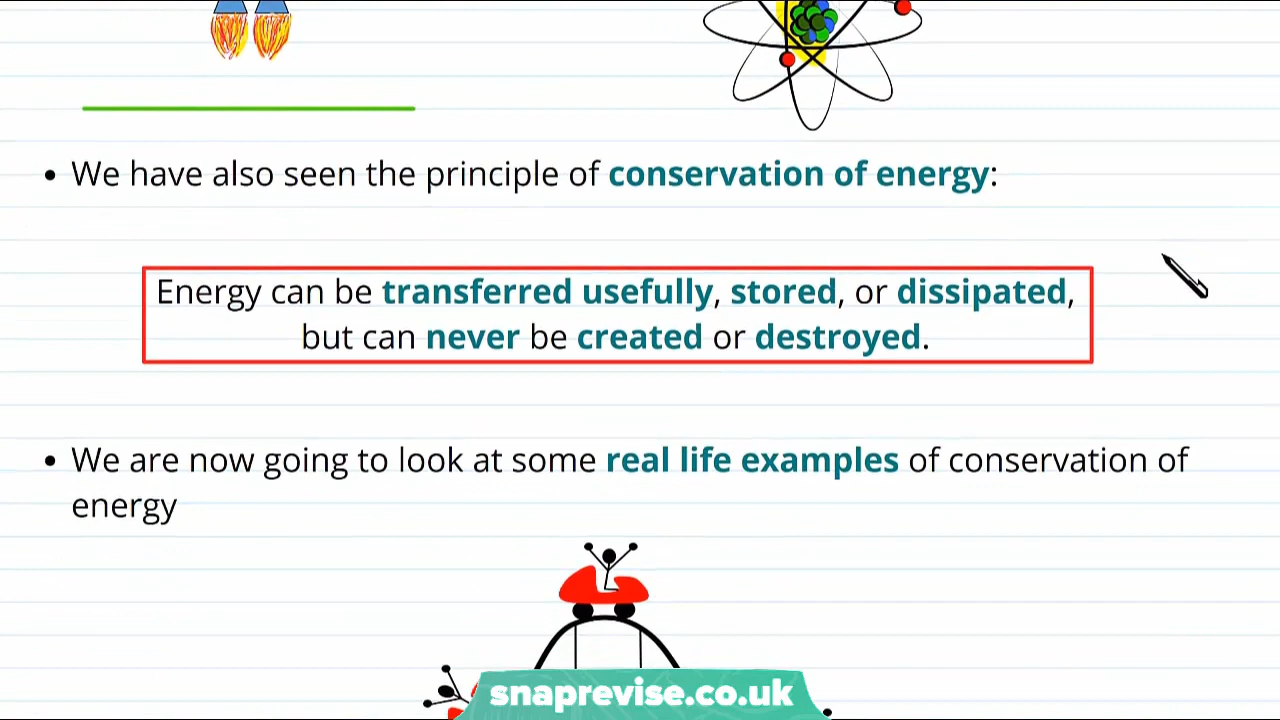 • We have also seen the principle of conservation of energy:
Energy can be transferred usefully, stored, or dissipated,
but can never be created or destroyed.
• We are now going to look at some real life examples of conservation of
energy
snaprevise.co.uk